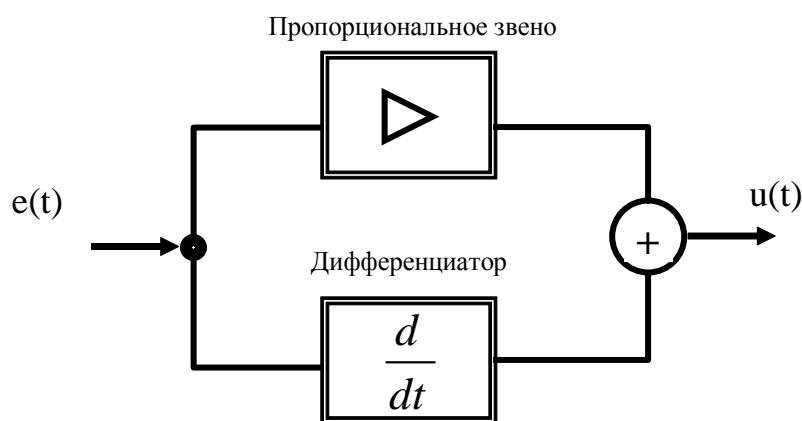 Пропорциональное звено
e(t)
u(t)
+
Дифференциатор
d
dt